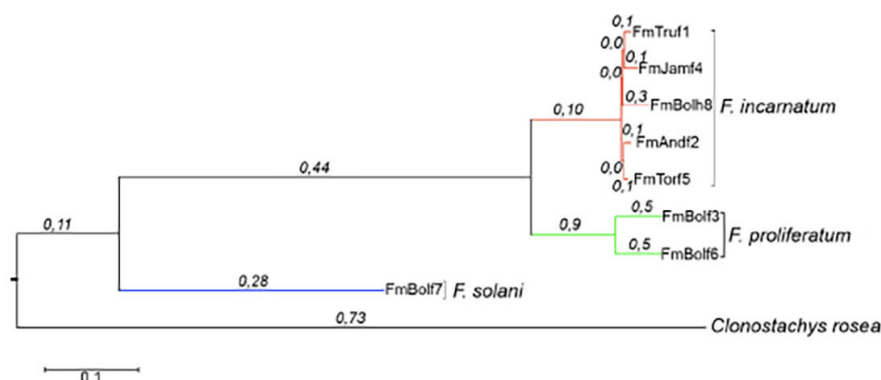 0,1
FmTruf1
0,0
0,1
FmJamf4
0,0
0,3
FmBolh8
F. incarnatum
0,10
0,1
FmAndf2
0,44
0,0
FmTorf5
0,1
0,5
FmBolf3
0,11
0,9
F. proliferatum
0,5
FmBolf6
0,28
FmBolf7
F. solani
0,73
Clonostachys rosea
0,1